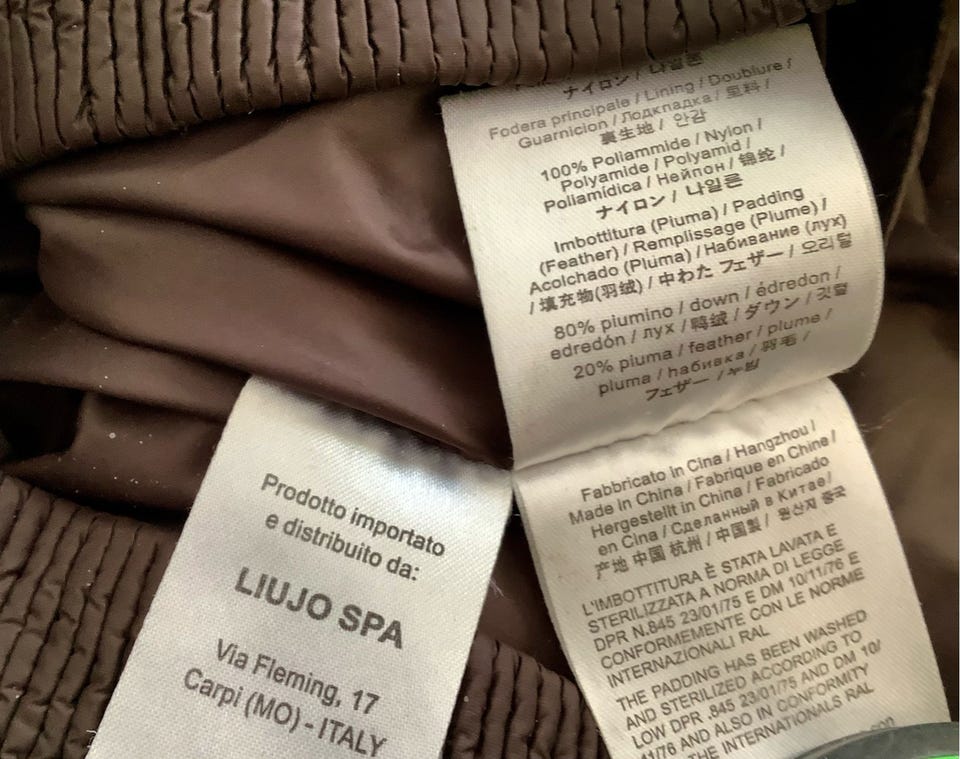 ナイロン / 나일론
Fodera principale / Lining / Doublure /
Guarnicion / Лодкладка / 里料 /
裏生地 / 안감
100% Poliammide / Nylon /
Polyamide / Polyamid /
Poliamídica / Нейпон / 锦纶 /
ナイロン / 나일론
Imbottitura (Piuma) / Padding
(Feather) / Remplissage (Plume) /
Acolchado (Pluma) / Набивание (лух)
/ 填充物(羽绒) / 中わた フェザー / 오리털
80% piumino / down / édredon /
edredón / лух / 鸭绒 / ダウン / 깃털
20% piuma / feather / plume /
pluma / набивка / 羽毛 /
フェザー /
Fabbricato in Cina / Hangzhou /
Made in China / Fabrique en Chine /
Hergestellt in China / Fabricado
en Cina / Сделанный в Китае /
产地 中国 杭州 / 中国製 / 원산지 중국
L'IMBOTTITURA È STATA LAVATA E
STERILIZZATA A NORMA DI LEGGE
DPR N.845 23/01/75 E DM 10/11/76 E
CONFORMEMENTE CON LE NORME
INTERNAZIONALI RAL
THE PADDING HAS BEEN WASHED
AND STERILIZED ACCORDING TO
LOW DPR .845 23/01/75 AND DM 10/
41/76 AND ALSO IN CONFORMITY
THE INTERNATIONALS RAL
Prodotto importato
e distribuito da:
LIUJO SPA
Via Fleming, 17
Carpi (MO) - ITALY